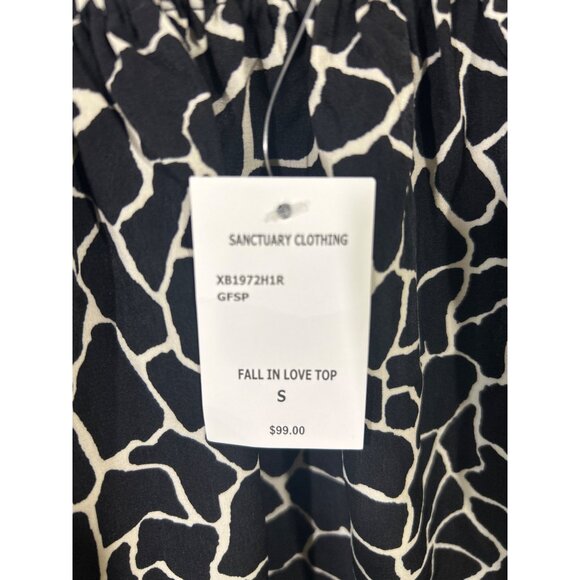 SANCTUARY CLOTHING
XB1972H1R
GFSP
FALL IN LOVE TOP
S
$99.00